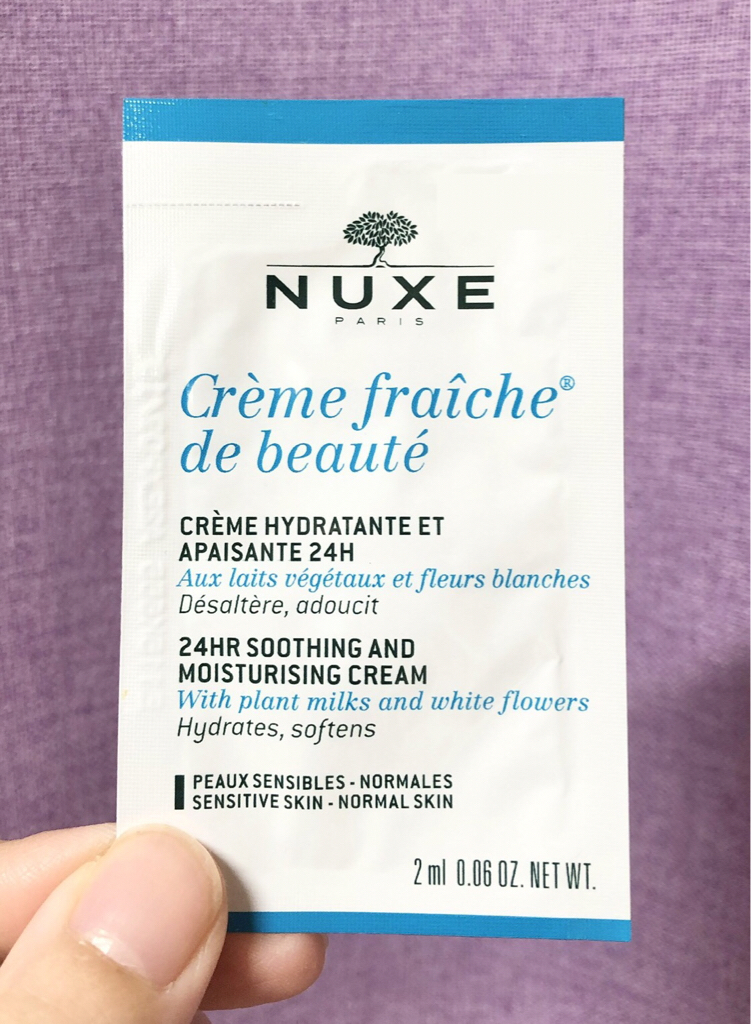 NUXE
PARIS
Crème fraîche®
de beauté
CRÈME HYDRATANTE ET
APAISANTE 24H
Aux laits végétaux et fleurs blanches
Désaltère, adoucit
24HR SOOTHING AND
MOISTURISING CREAM
With plant milks and white flowers
Hydrates, softens
PEAUX SENSIBLES - NORMALES
SENSITIVE SKIN - NORMAL SKIN
2 ml 0.06 OZ. NET WT.